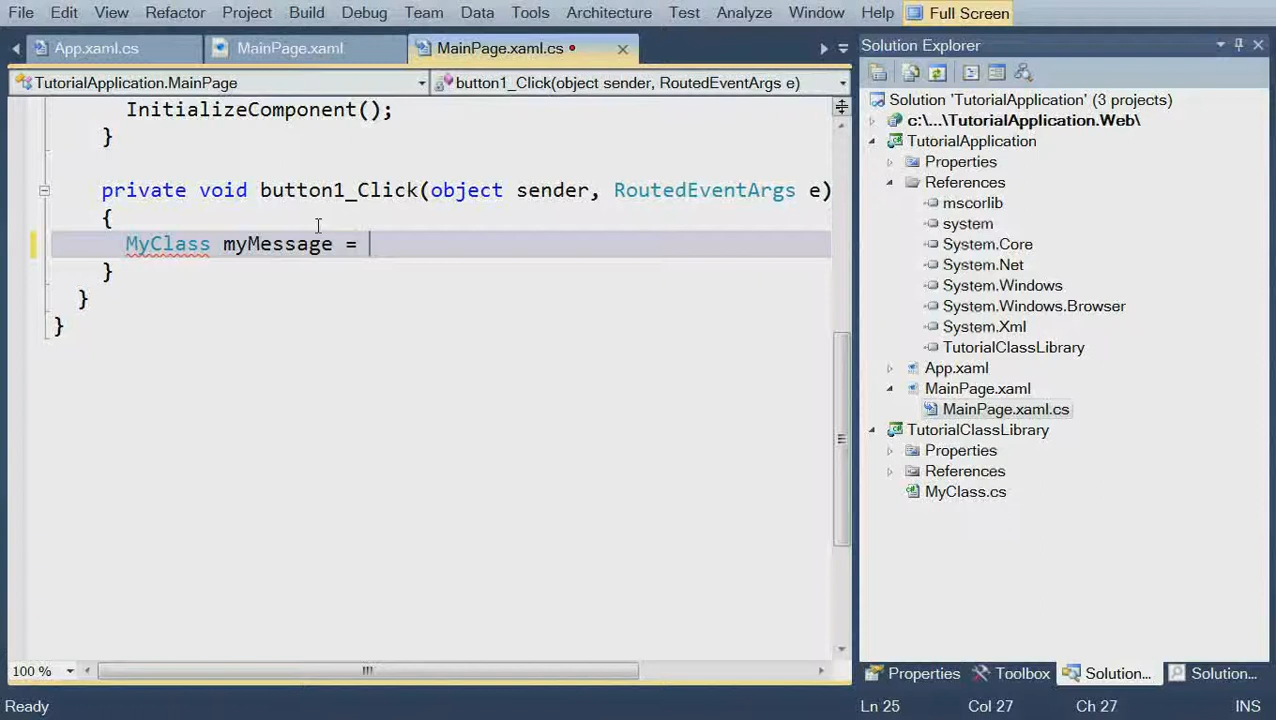 File Edit View Refactor Project Build Debug Team Data Tools Architecture Test Analyze Window Help Full Screen
App.xaml.cs MainPage.xaml MainPage.xaml.cs
TutorialApplication.MainPage button1_Click(object sender, RoutedEventArgs e)
InitializeComponent();
}
private void button1_Click(object sender, RoutedEventArgs e)
{
MyClass myMessage =
}
}
}
100 %
Solution Explorer
Solution 'TutorialApplication' (3 projects)
c:\...\TutorialApplication.Web\
TutorialApplication
Properties
References
mscorlib
system
System.Core
System.Net
System.Windows
System.Windows.Browser
System.Xml
TutorialClassLibrary
App.xaml
MainPage.xaml
MainPage.xaml.cs
TutorialClassLibrary
Properties
References
MyClass.cs
Properties Toolbox Solution... Solution...
Ready Ln 25 Col 27 Ch 27 INS